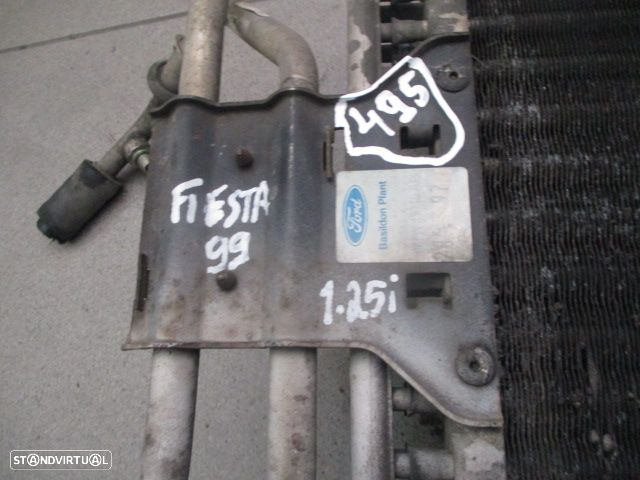 495
FIESTA
99
Ford
Basildon Plant
1.25i
STANDVIRTUAL